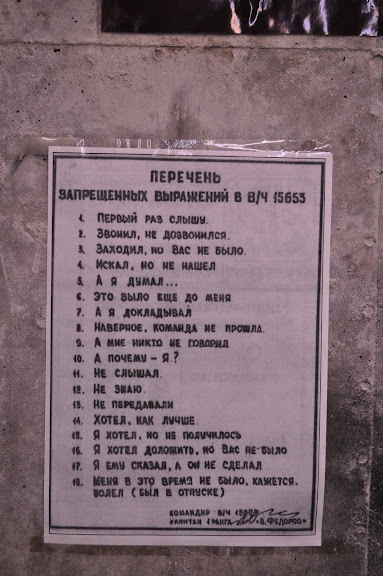 ПЕРЕЧЕНЬ
ЗАПРЕЩЕННЫХ ВЫРАЖЕНИЙ В В/Ч 15653
1. ПЕРВЫЙ РАЗ СЛЫШУ.
2. ЗВОНИЛ, НЕ ДОЗВОНИЛСЯ.
3. ЗАХОДИЛ, НО ВАС НЕ БЫЛО.
4. ИСКАЛ, НО НЕ НАШЕЛ
5. А Я ДУМАЛ...
6. ЭТО БЫЛО ЕЩЕ ДО МЕНЯ
7. А Я ДОКЛАДЫВАЛ
8. НАВЕРНОЕ, КОМАНДА НЕ ПРОШЛА.
9. А МНЕ НИКТО НЕ ГОВОРИЛ
10. А ПОЧЕМУ - Я?
11. НЕ СЛЫШАЛ.
12. НЕ ЗНАЮ.
13. НЕ ПЕРЕДАВАЛИ
14. ХОТЕЛ, КАК ЛУЧШЕ.
15. Я ХОТЕЛ, НО НЕ ПОЛУЧИЛОСЬ
16. Я ХОТЕЛ ДОЛОЖИТЬ, НО ВАС НЕ БЫЛО
17. Я ЕМУ СКАЗАЛ, А ОН НЕ СДЕЛАЛ
18. МЕНЯ В ЭТО ВРЕМЯ НЕ БЫЛО, КАЖЕТСЯ.
БОЛЕЛ (БЫЛ В ОТПУСКЕ)
КОМАНДИР В/Ч 15653
КАПИТАН 1 РАНГА "В. ФЕДОРОВ"